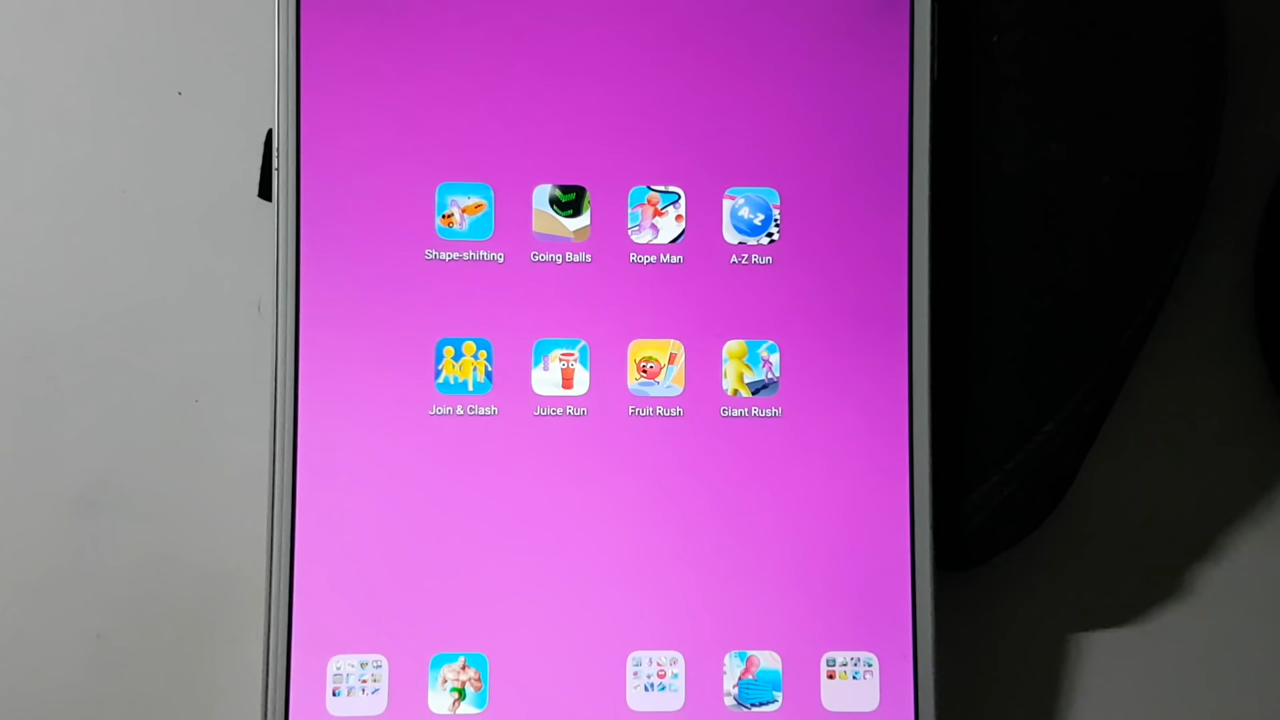 A-Z
Shape-shifting
Going Balls
Rope Man
A-Z Run
Join & Clash
Juice Run
Fruit Rush
Giant Rush!